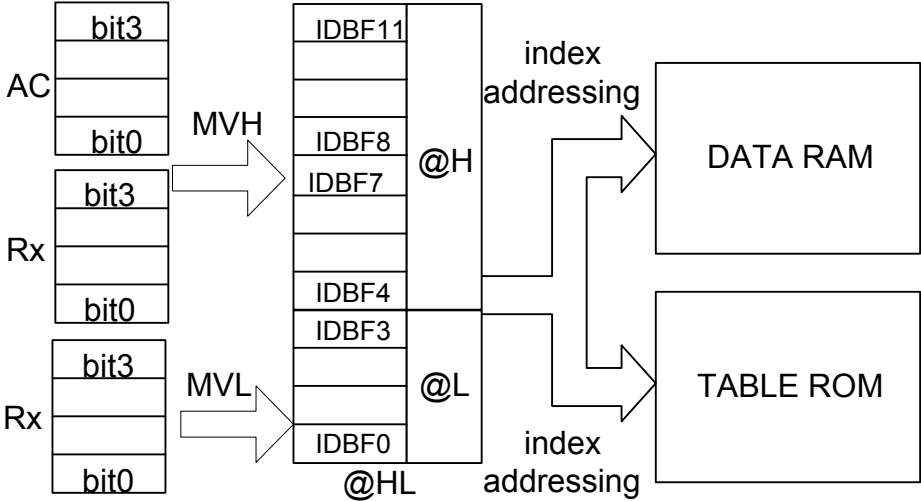 bit3
AC
bit0
bit3
Rx
bit0
bit3
Rx
bit0
MVH
MVL
IDBF11
IDBF8
IDBF7
IDBF4
IDBF3
IDBF0
@H
@L
@HL
index
addressing
index
addressing
DATA RAM
TABLE ROM